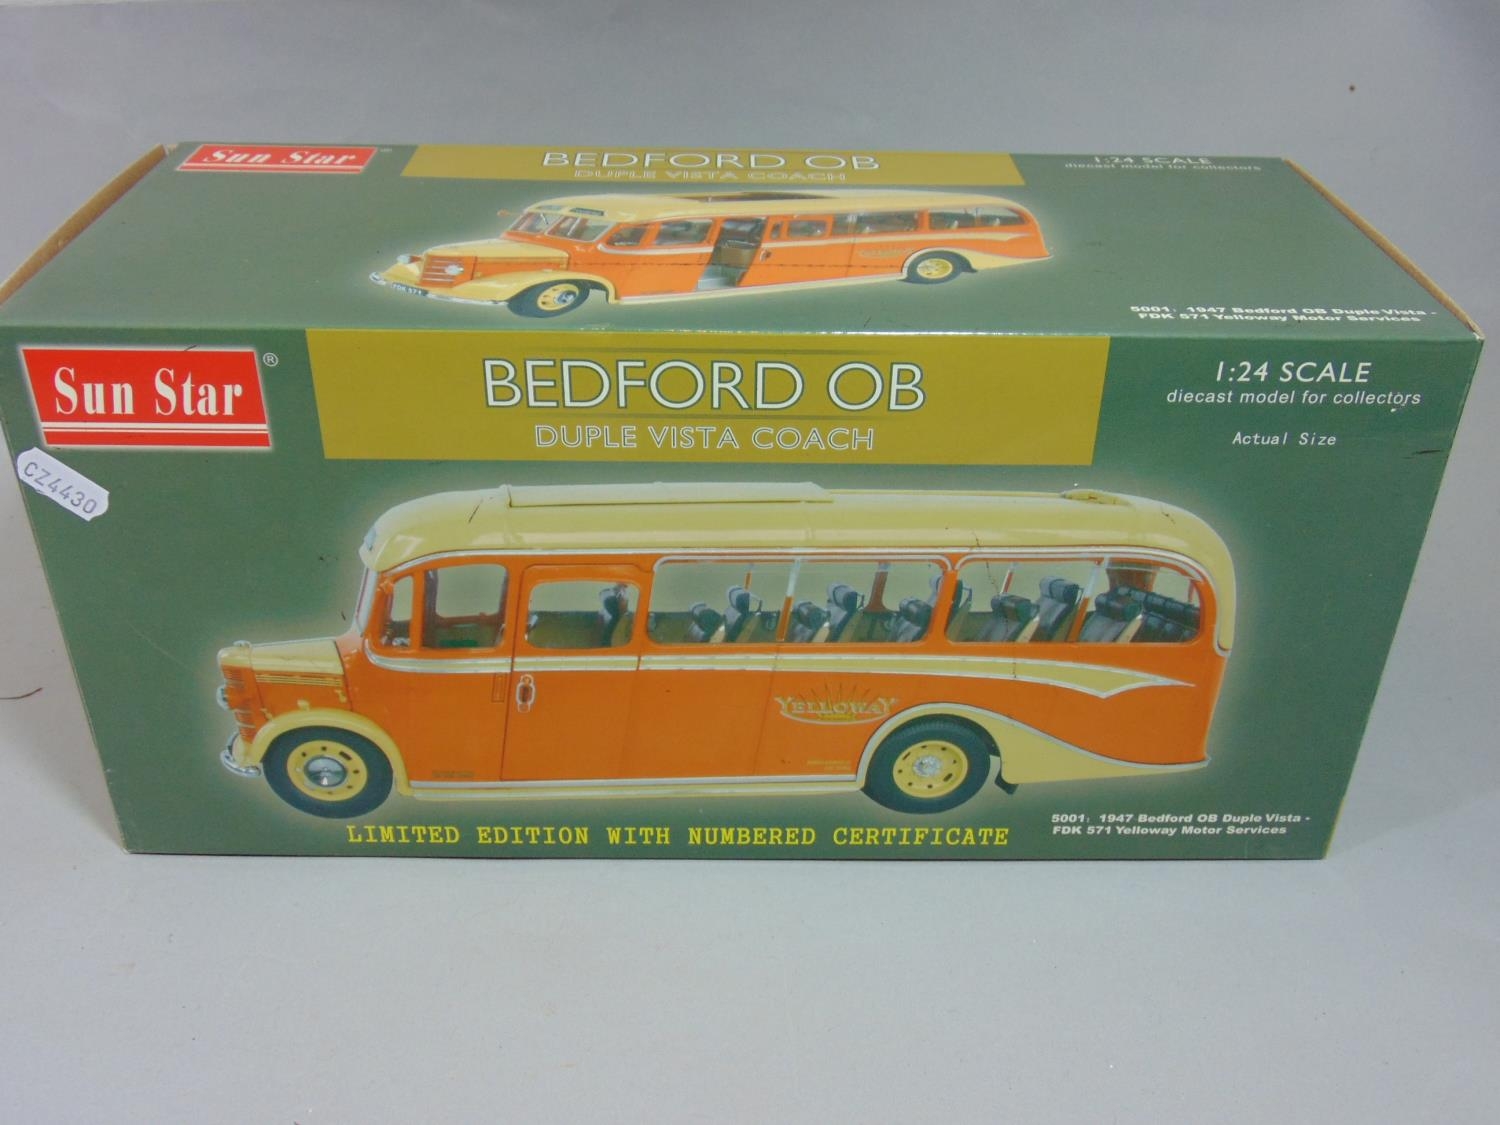 Sun Star
BEDFORD OB
DUPLE VISTA COACH
1:24 SCALE
diecast model for collectors
FDK 571
5001: 1947 Bedford OB Duple Vista -
FDK 571 Yelloway Motor Services
Sun Star ®
BEDFORD OB
DUPLE VISTA COACH
1:24 SCALE
diecast model for collectors
Actual Size
CZ4430
YELLOWAY
LIMITED EDITION WITH NUMBERED CERTIFICATE
5001: 1947 Bedford OB Duple Vista -
FDK 571 Yelloway Motor Services